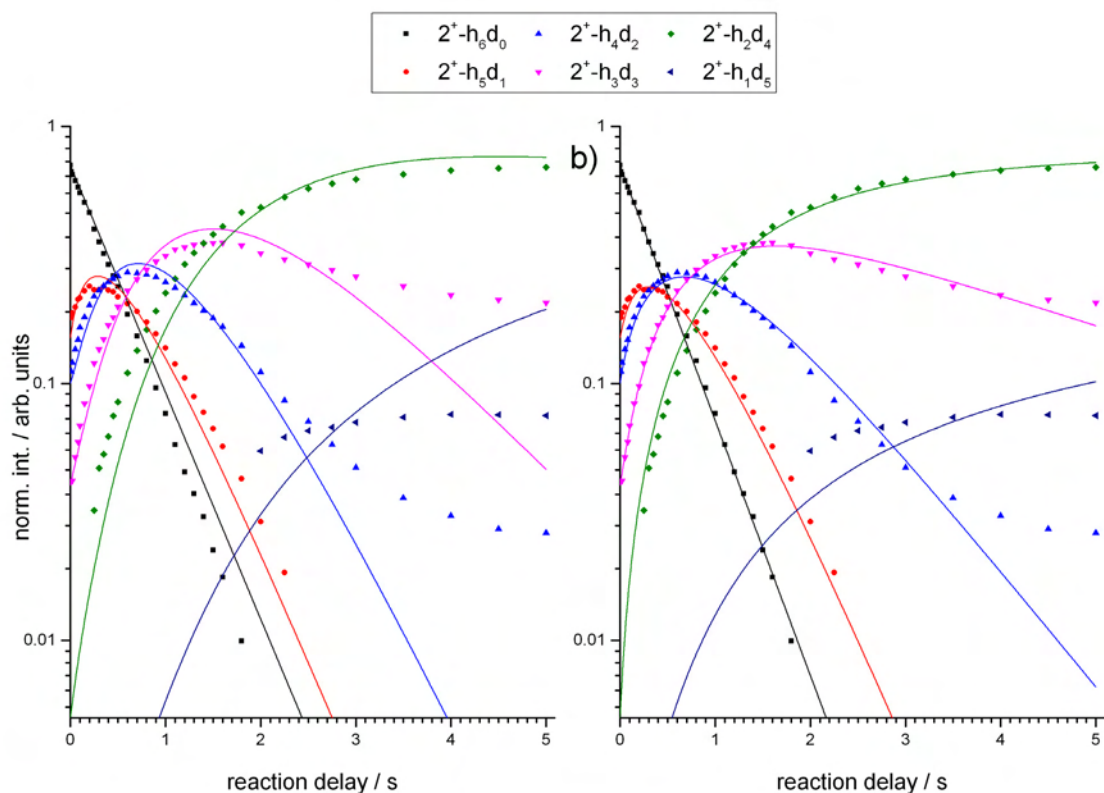 2⁺-h₆d₀ 2⁺-h₄d₂ 2⁺-h₂d₄
2⁺-h₅d₁ 2⁺-h₃d₃ 2⁺-h₁d₅
b)
norm. int. / arb. units
1
0.1
0.01
1
0.1
0.01
0 1 2 3 4 5
0 1 2 3 4 5
reaction delay / s
reaction delay / s